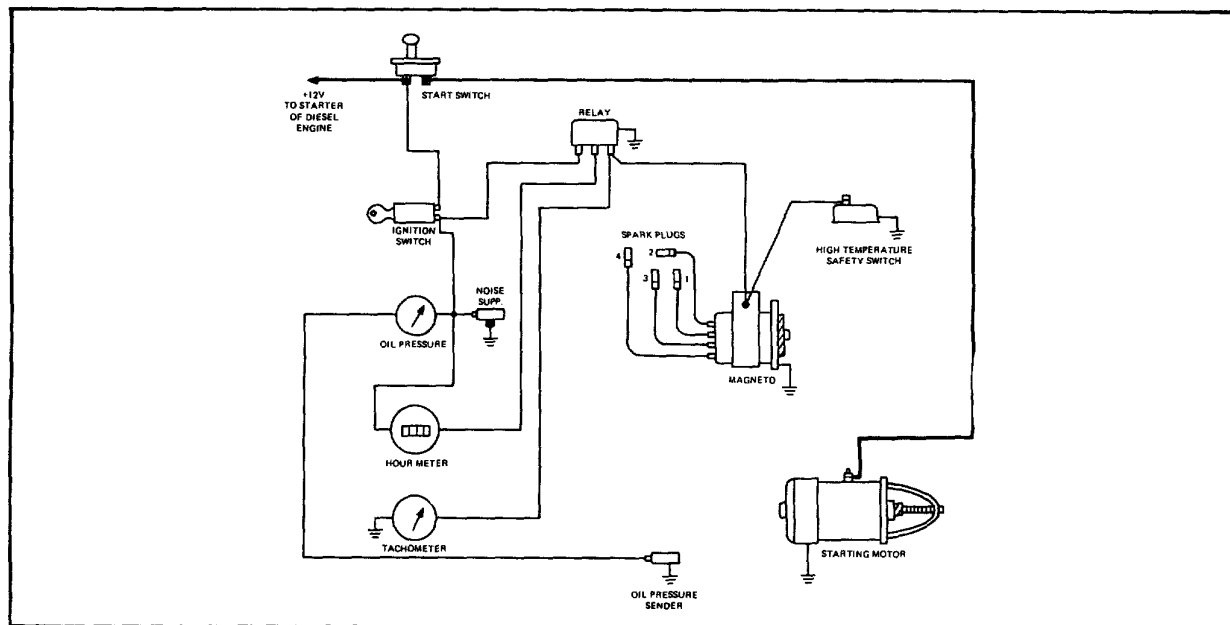 +12V
TO STARTER
OF DIESEL
ENGINE
START SWITCH
RELAY
IGNITION
SWITCH
SPARK PLUGS
4
2
3
1
HIGH TEMPERATURE
SAFETY SWITCH
NOISE
SUPP.
OIL PRESSURE
MAGNETO
HOUR METER
TACHOMETER
STARTING MOTOR
OIL PRESSURE
SENDER